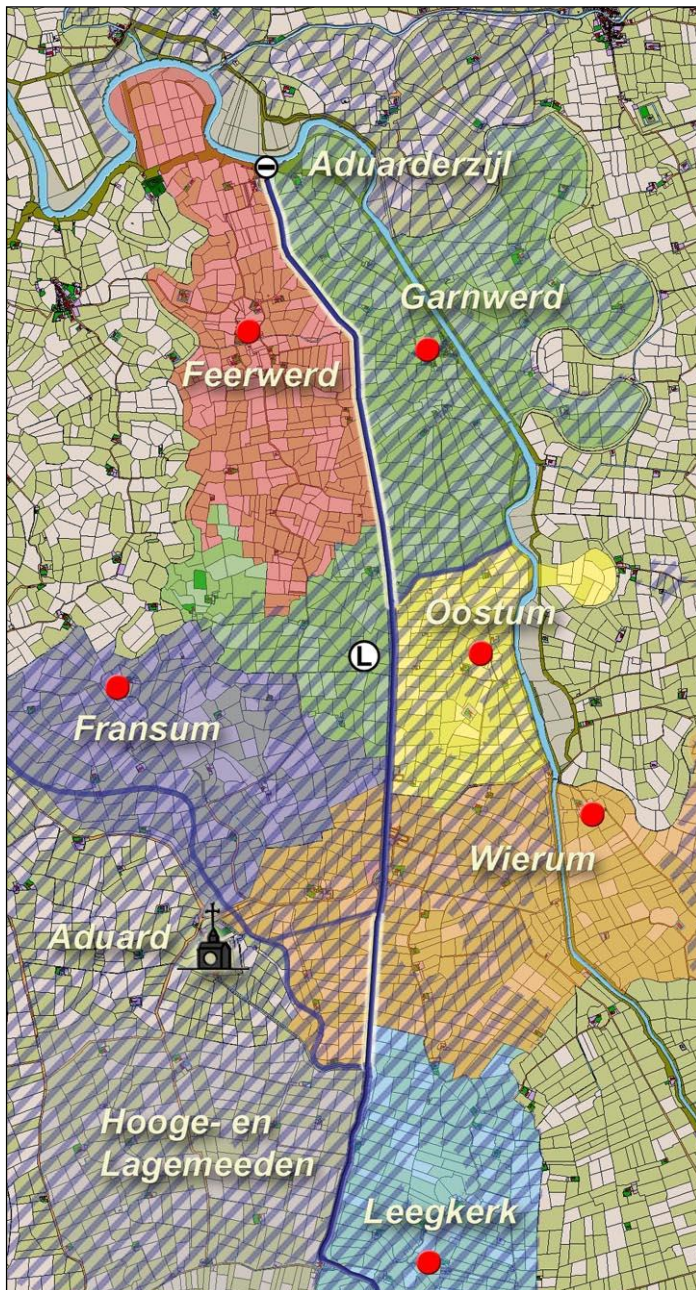 Aduarderzijl
Garnwerd
Feerwerd
Oostum
L
Fransum
Wierum
Aduard
Hooge- en
Lagemeeden
Leegkerk